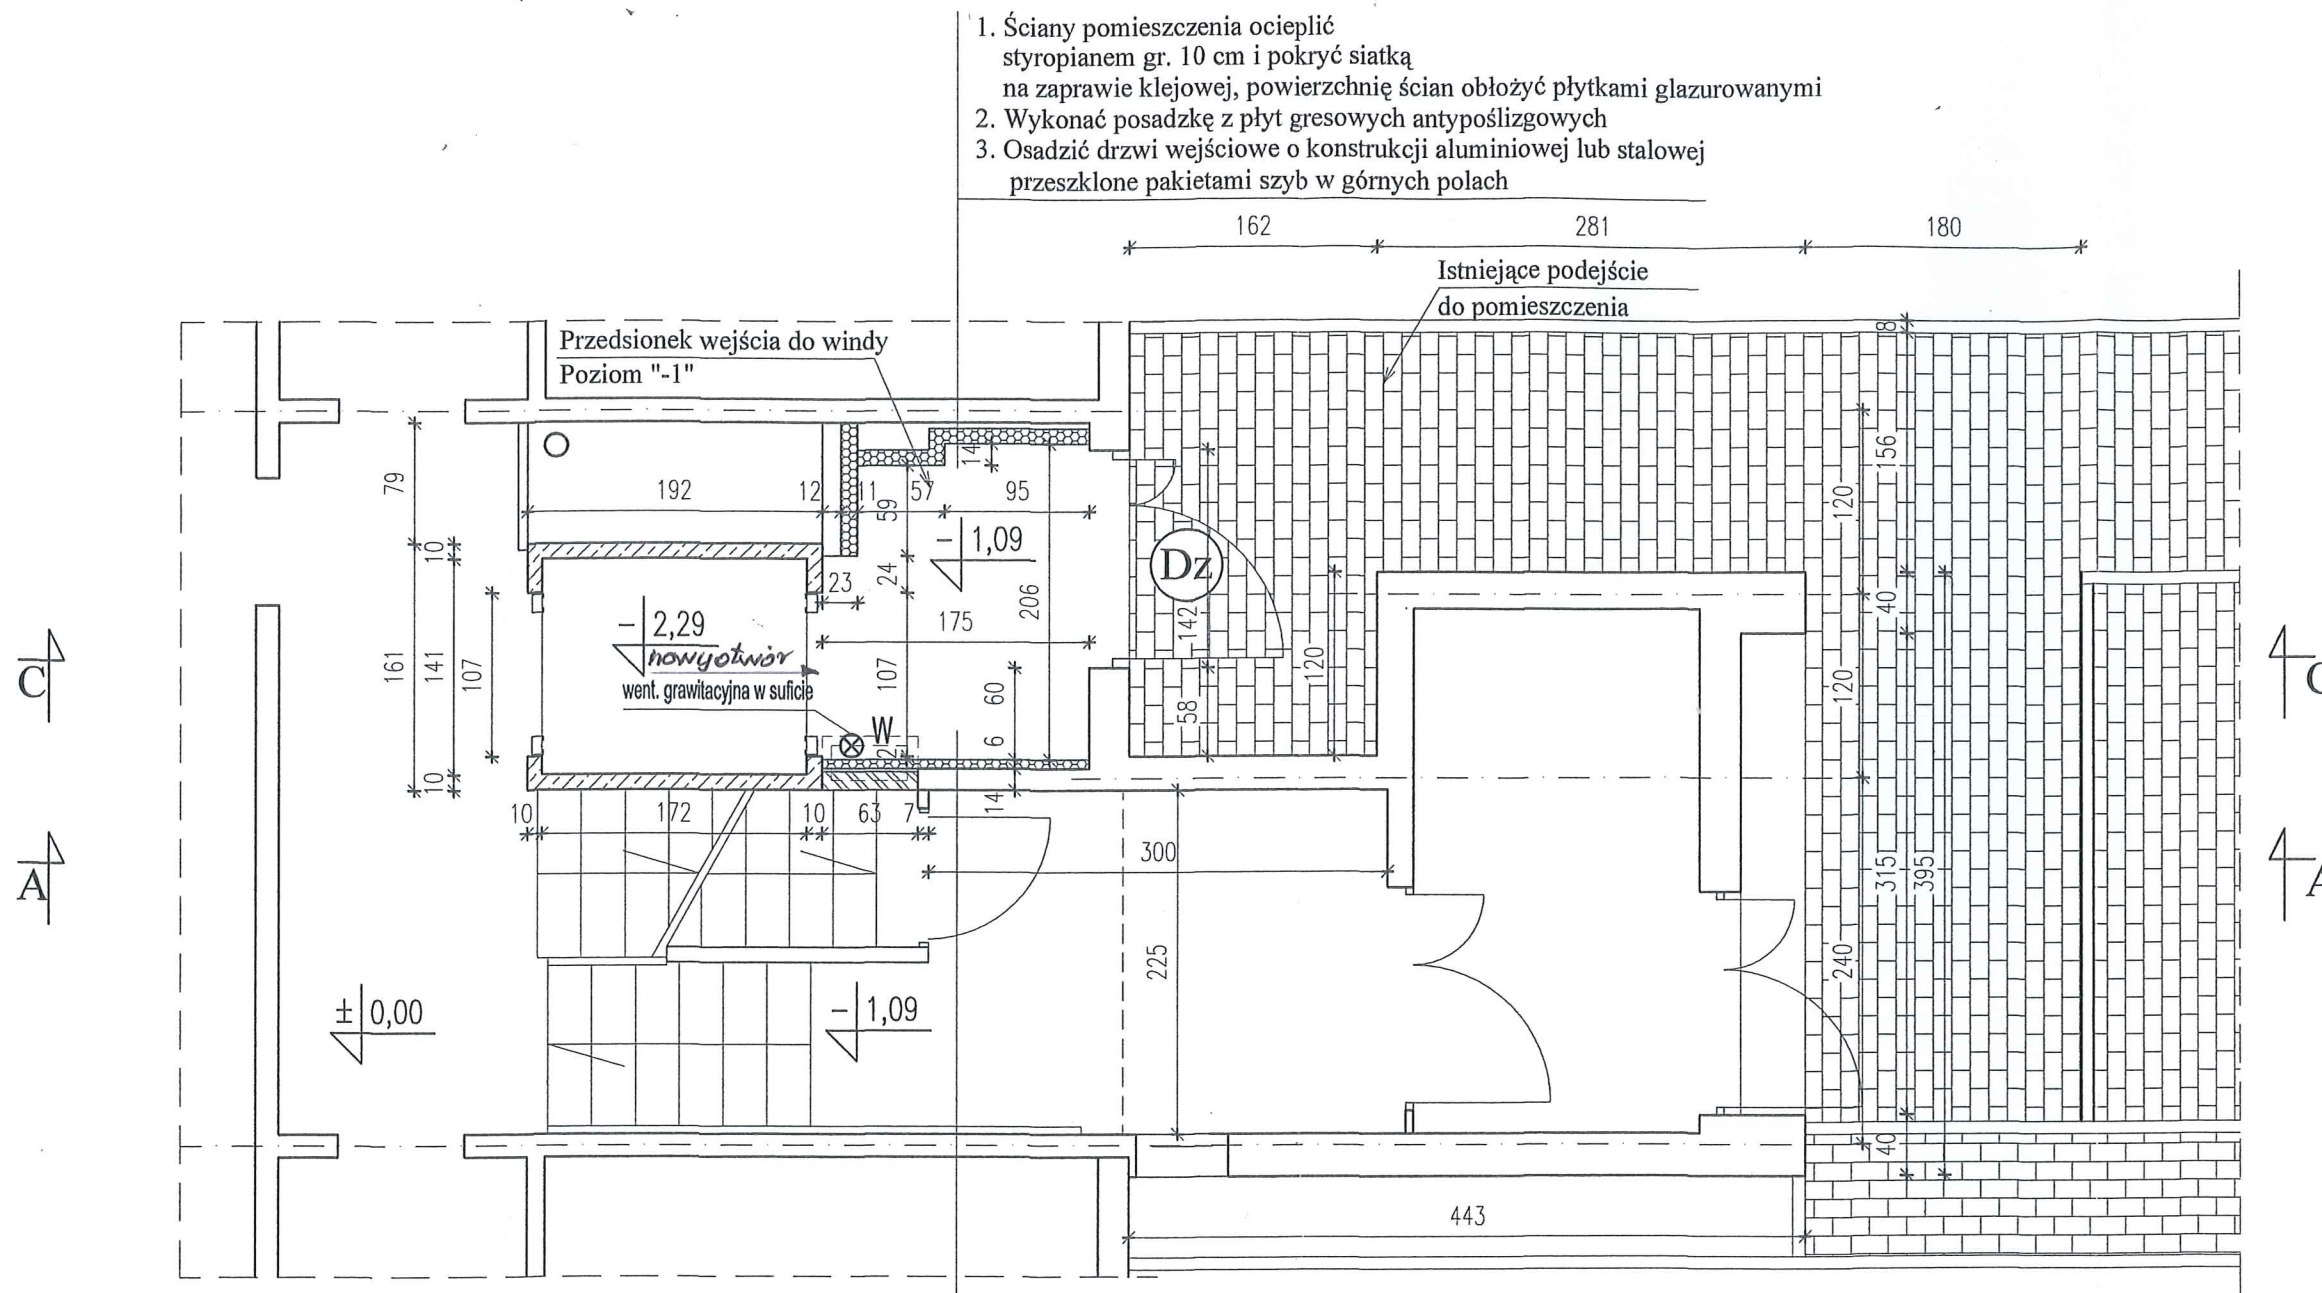 1. Ściany pomieszczenia ocieplić
styropianem gr. 10 cm i pokryć siatką
na zaprawie klejowej, powierzchnię ścian obłożyć płytkami glazurowanymi
2. Wykonać posadzkę z płyt gresowych antypoślizgowych
3. Osadzić drzwi wejściowe o konstrukcji aluminiowej lub stalowej
przeszklone pakietami szyb w górnych polach
162 281 180
Istniejące podejście
do pomieszczenia
8
Przedsionek wejścia do windy
Poziom "-1"
79
192 12 11 57 95
14
59
156
120
10
- 1,09
Dz
23
24
206
40
- 2,29
nowy otwór
went. grawitacyjna w suficie
175
142
120
C
161
141
107
107
60
58
120
C
W
6
2
10
10 172 10 63 7
14
A
300
315
395
A
225
240
± 0,00
- 1,09
40
443